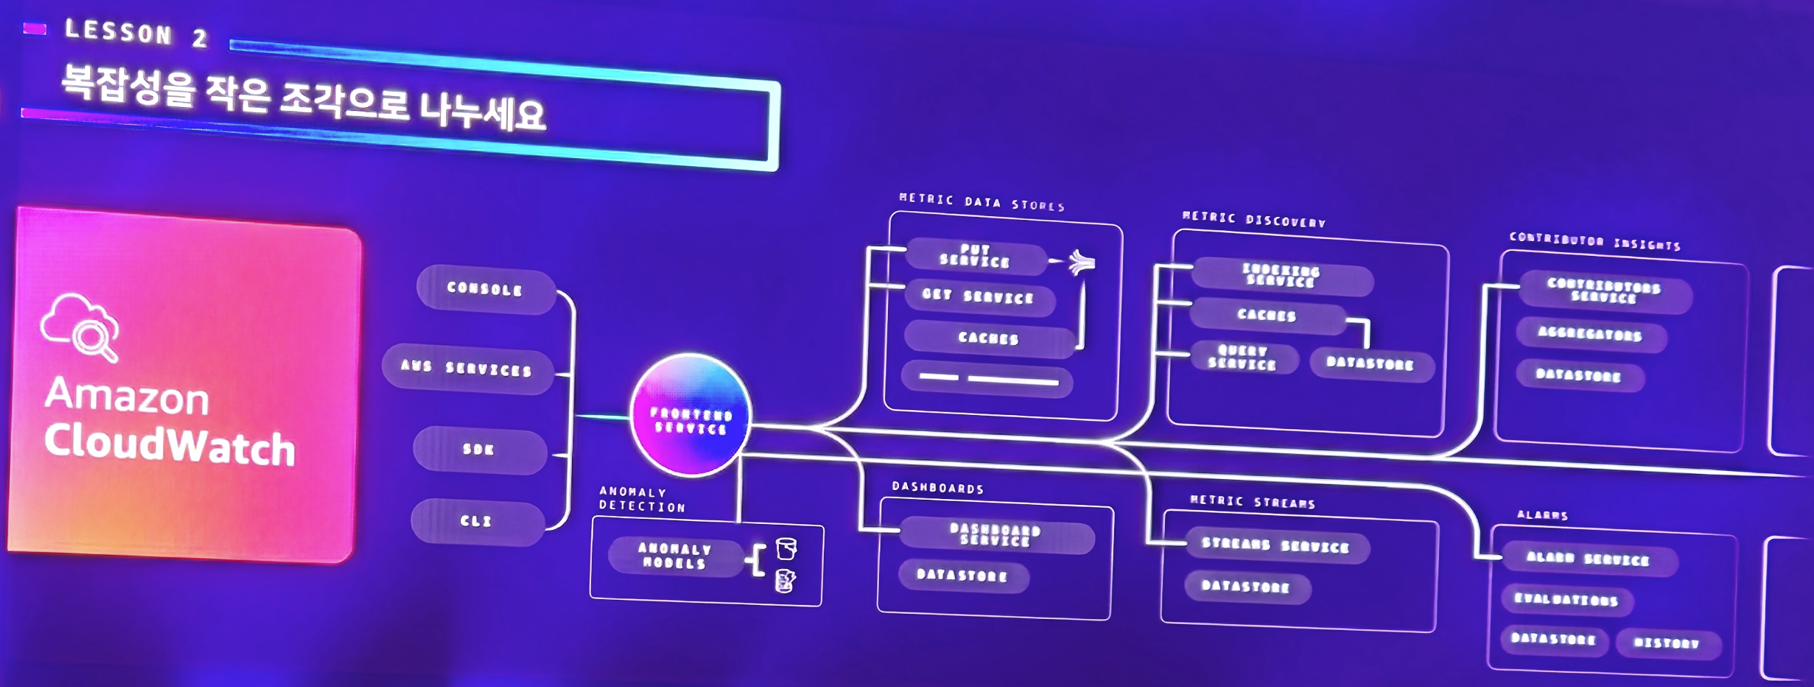 LESSON 2
복잡성을 작은 조각으로 나누세요
Amazon
CloudWatch
CONSOLE
AWS SERVICES
SDK
CLI
FRONTEND
SERVICE
ANOMALY
DETECTION
ANOMALY
MODELS
METRIC DATA STORES
PUT
SERVICE
GET SERVICE
CACHES
METRIC DISCOVERY
INDEXING
SERVICE
CACHES
QUERY
SERVICE
DATASTORE
CONTRIBUTOR INSIGHTS
CONTRIBUTORS
SERVICE
AGGREGATORS
DATASTORE
DASHBOARDS
DASHBOARD
SERVICE
DATASTORE
METRIC STREAMS
STREAMS SERVICE
DATASTORE
ALARMS
ALARM SERVICE
EVALUATIONS
DATASTORE
HISTORY